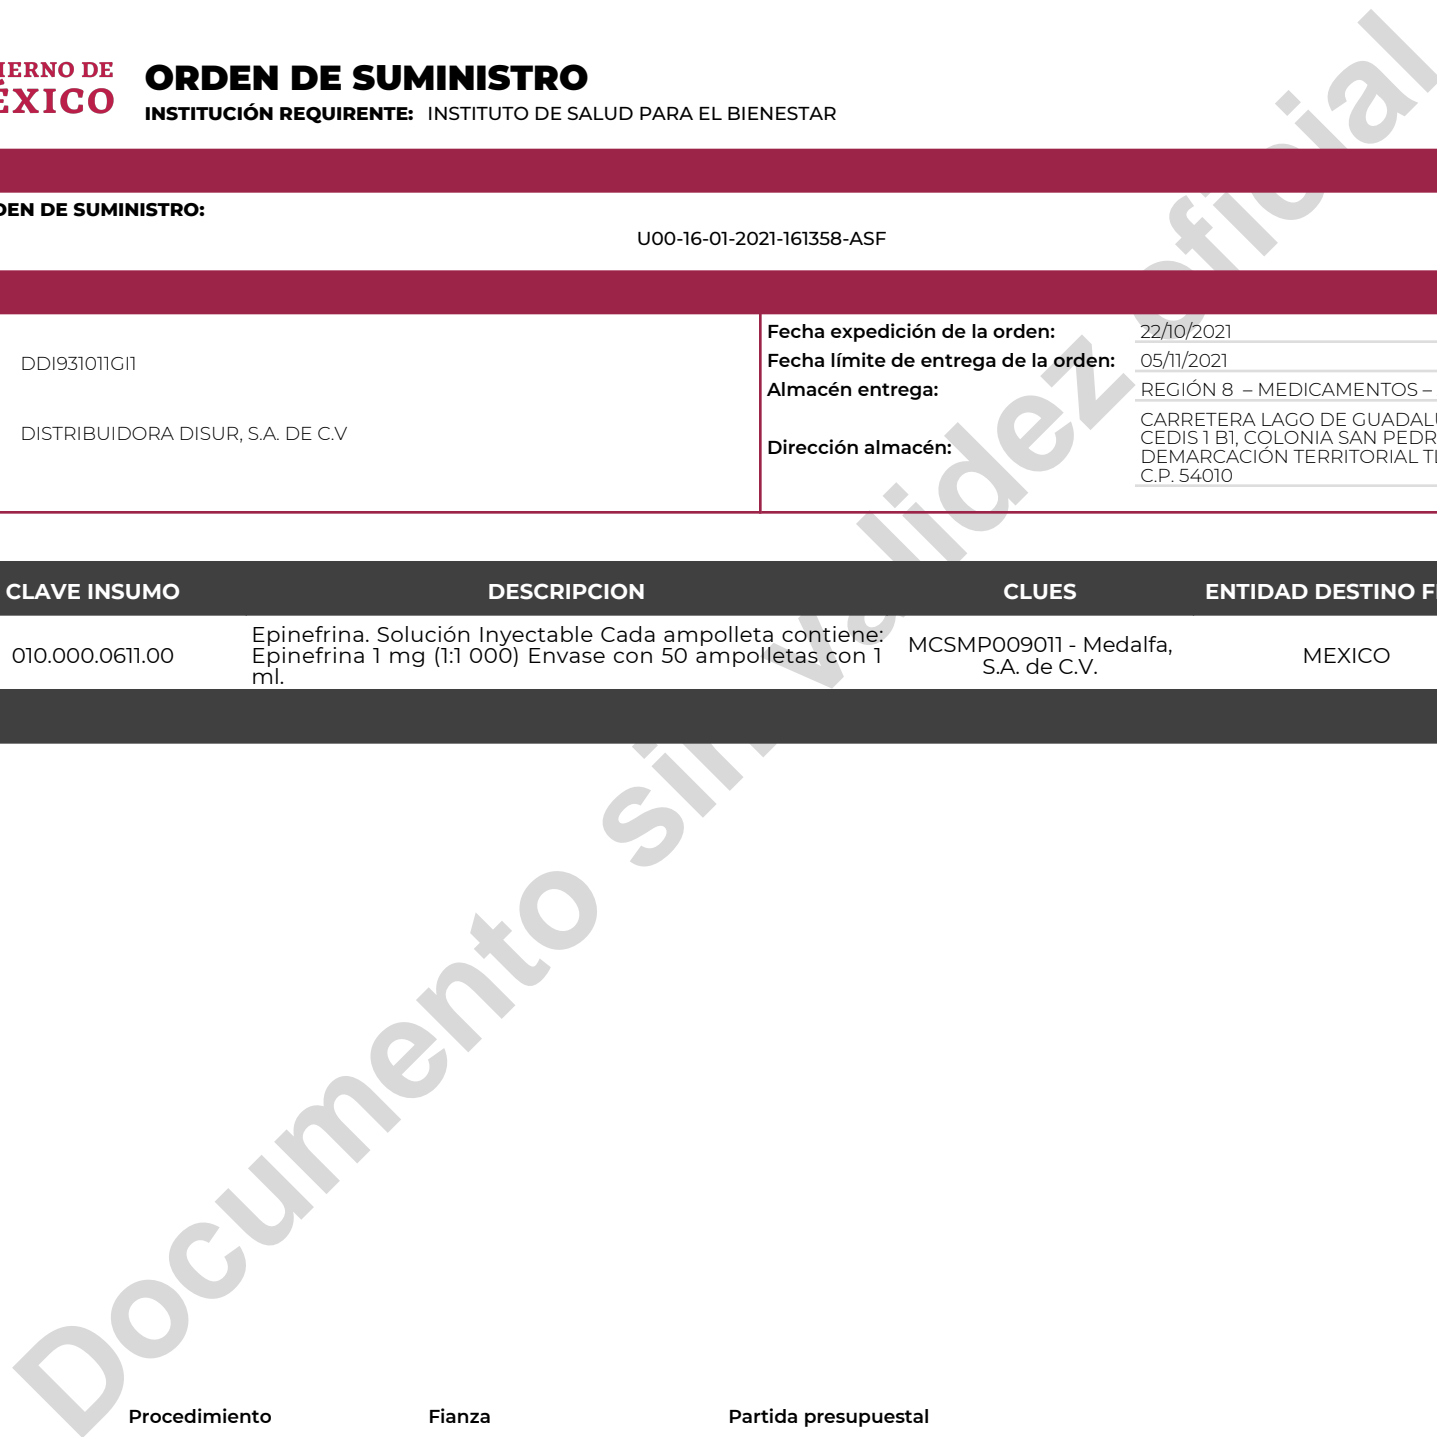 IERNO DE
ÉXICO
ORDEN DE SUMINISTRO
INSTITUCIÓN REQUIRENTE: INSTITUTO DE SALUD PARA EL BIENESTAR
DEN DE SUMINISTRO:
U00-16-01-2021-161358-ASF
DDI931011GI1
DISTRIBUIDORA DISUR, S.A. DE C.V
Fecha expedición de la orden: 22/10/2021
Fecha límite de entrega de la orden: 05/11/2021
Almacén entrega: REGIÓN 8 – MEDICAMENTOS –
Dirección almacén:
CARRETERA LAGO DE GUADALU
CEDIS 1 B1, COLONIA SAN PEDR
DEMARCACIÓN TERRITORIAL TL
C.P. 54010
CLAVE INSUMO DESCRIPCION CLUES ENTIDAD DESTINO F
010.000.0611.00
Epinefrina. Solución Inyectable Cada ampolleta contiene:
Epinefrina 1 mg (1:1 000) Envase con 50 ampolletas con 1
ml.
MCSMP009011 - Medalfa,
S.A. de C.V.
MEXICO
Procedimiento Fianza Partida presupuestal
Documento sin validez oficial